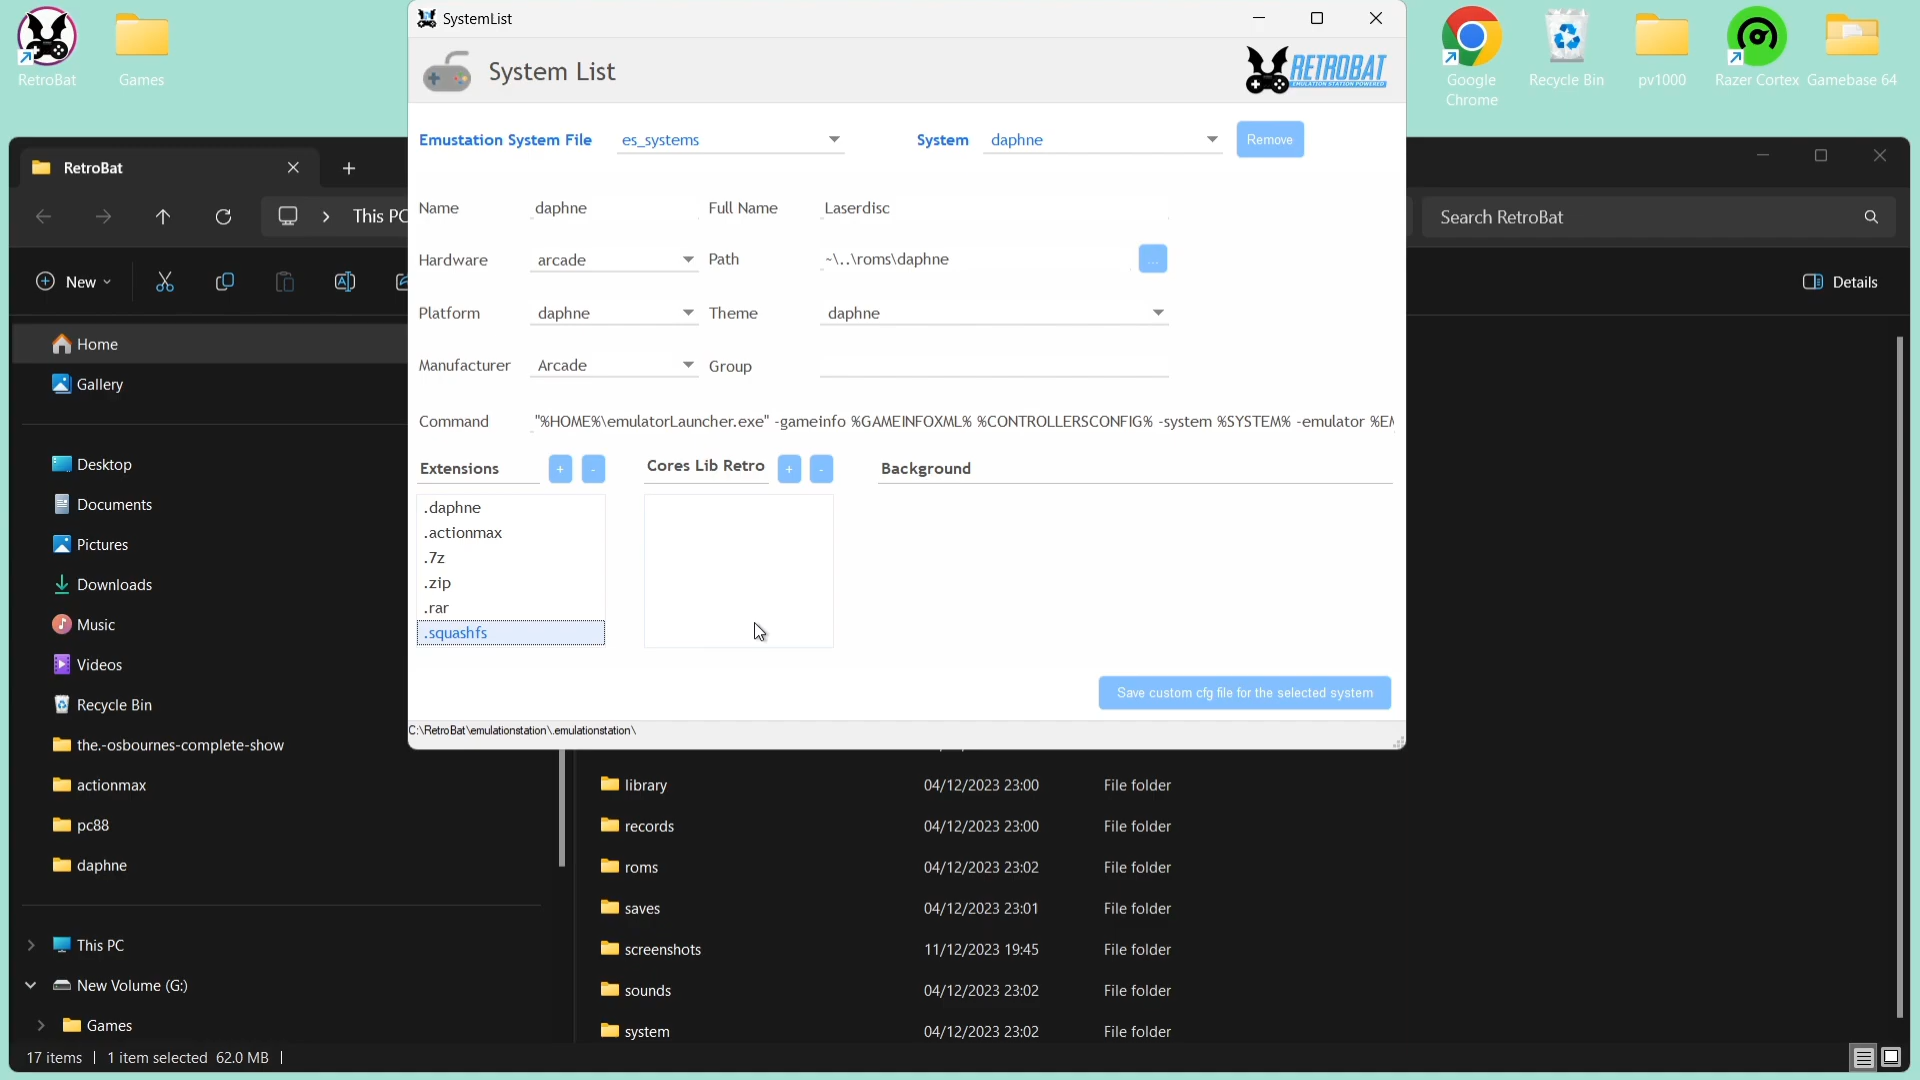 SystemList
RetroBat
Games
Google Chrome
Recycle Bin
pv1000
Razer Cortex
Gamebase 64
System List
RETROBAT
EMULATION STATION POWERED
Emustation System File
es_systems
System
daphne
Remove
RetroBat
Name
daphne
Full Name
Laserdisc
This PC
Search RetroBat
Hardware
arcade
Path
~\..\roms\daphne
...
New
Details
Platform
daphne
Theme
daphne
Manufacturer
Arcade
Group
Command
"%HOME%\emulatorLauncher.exe" -gameinfo %GAMEINFOXML% %CONTROLLERSCONFIG% -system %SYSTEM% -emulator %EM
Extensions
+
-
Cores Lib Retro
+
-
Background
.daphne
.actionmax
.7z
.zip
.rar
.squashfs
Save custom cfg file for the selected system
C:\RetroBat\emulationstation\.emulationstation\
Home
Gallery
Desktop
Documents
Pictures
Downloads
Music
Videos
Recycle Bin
the.-osbournes-complete-show
actionmax
pc88
daphne
This PC
New Volume (G:)
Games
library 04/12/2023 23:00 File folder
records 04/12/2023 23:00 File folder
roms 04/12/2023 23:02 File folder
saves 04/12/2023 23:01 File folder
screenshots 11/12/2023 19:45 File folder
sounds 04/12/2023 23:02 File folder
system 04/12/2023 23:02 File folder
17 items | 1 item selected 62.0 MB |